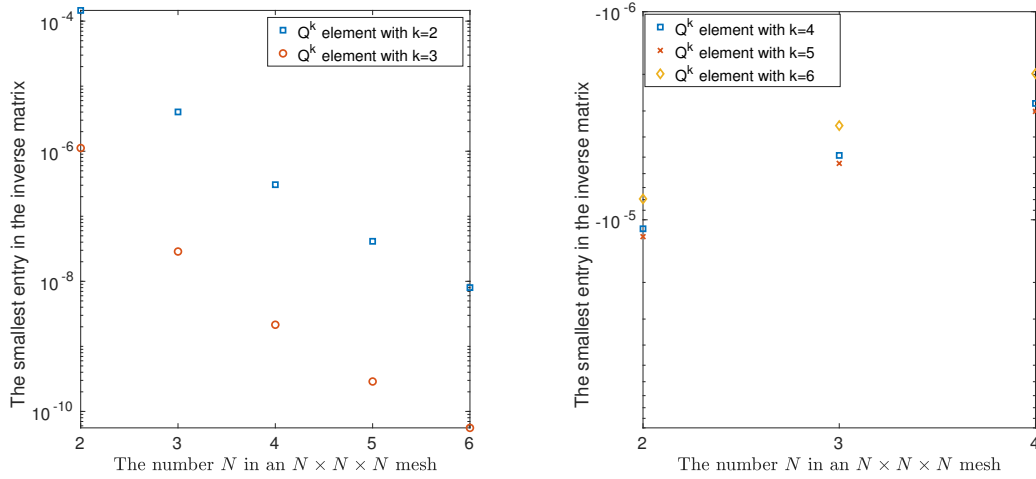 The smallest entry in the inverse matrix
10^-4
10^-6
10^-8
10^-10
Q^k element with k=2
Q^k element with k=3
2 3 4 5 6
The number N in an N × N × N mesh
The smallest entry in the inverse matrix
-10^-6
-10^-5
Q^k element with k=4
Q^k element with k=5
Q^k element with k=6
2 3 4
The number N in an N × N × N mesh